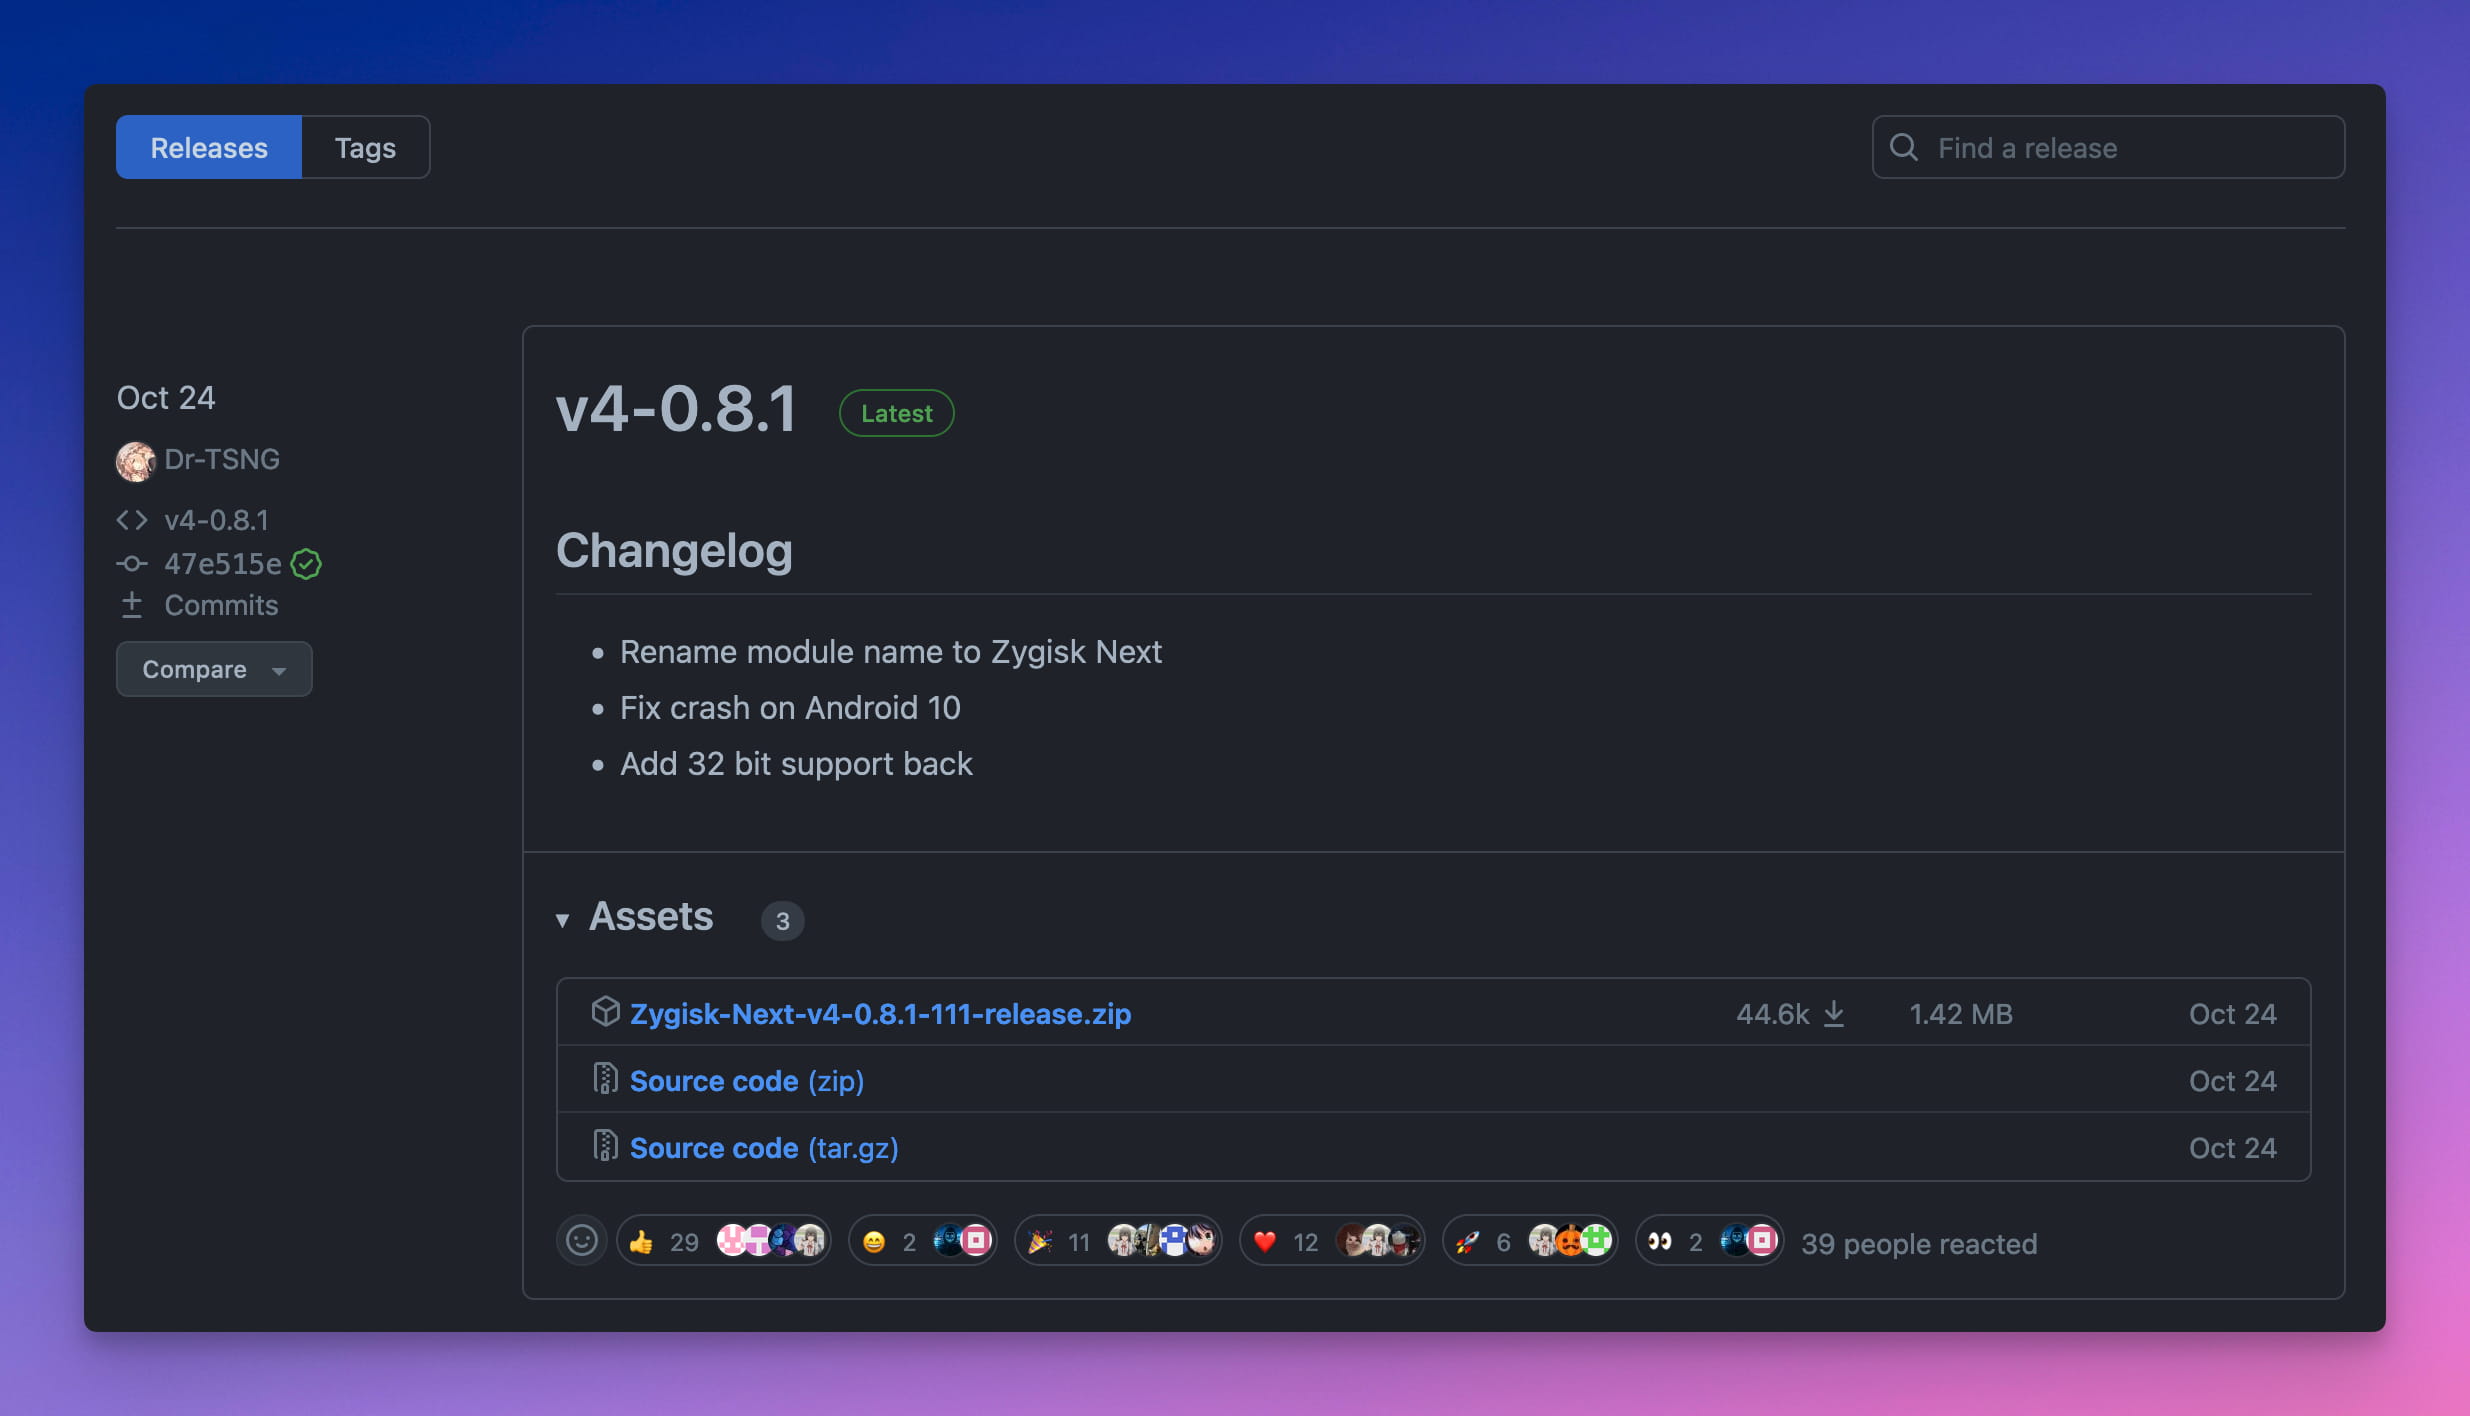 Releases
Tags
Find a release
Oct 24
Dr-TSNG
v4-0.8.1
47e515e
Commits
Compare
v4-0.8.1
Latest
Changelog
Rename module name to Zygisk Next
Fix crash on Android 10
Add 32 bit support back
Assets 3
Zygisk-Next-v4-0.8.1-111-release.zip 44.6k 1.42 MB Oct 24
Source code (zip) Oct 24
Source code (tar.gz) Oct 24
29 2 11 12 6 2 39 people reacted